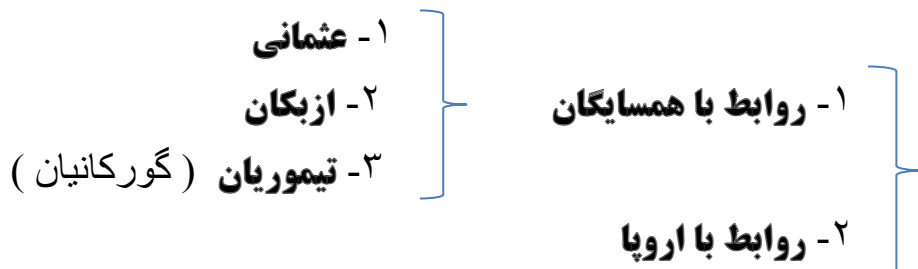 ۱- عثمانی
۱- روابط با همسایگان
۲- ازبکان
۳- تیموریان ( گورکانیان )
۲- روابط با اروپا